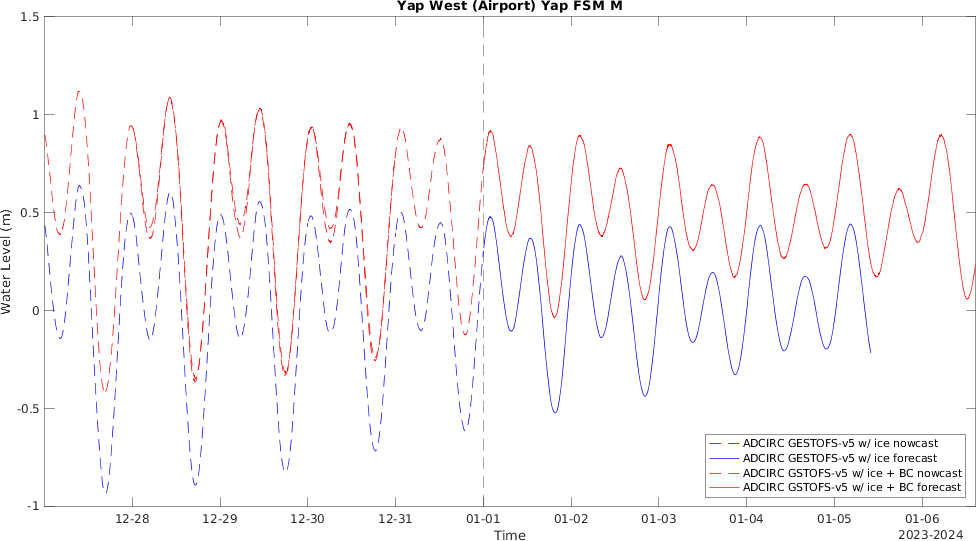 Yap West (Airport) Yap FSM M
Water Level (m)
1.5
1
0.5
0
-0.5
-1
12-28 12-29 12-30 12-31 01-01 01-02 01-03 01-04 01-05 01-06
Time
2023-2024
ADCIRC GESTOFS-v5 w/ ice nowcast
ADCIRC GESTOFS-v5 w/ ice forecast
ADCIRC GSTOFS-v5 w/ ice + BC nowcast
ADCIRC GSTOFS-v5 w/ ice + BC forecast